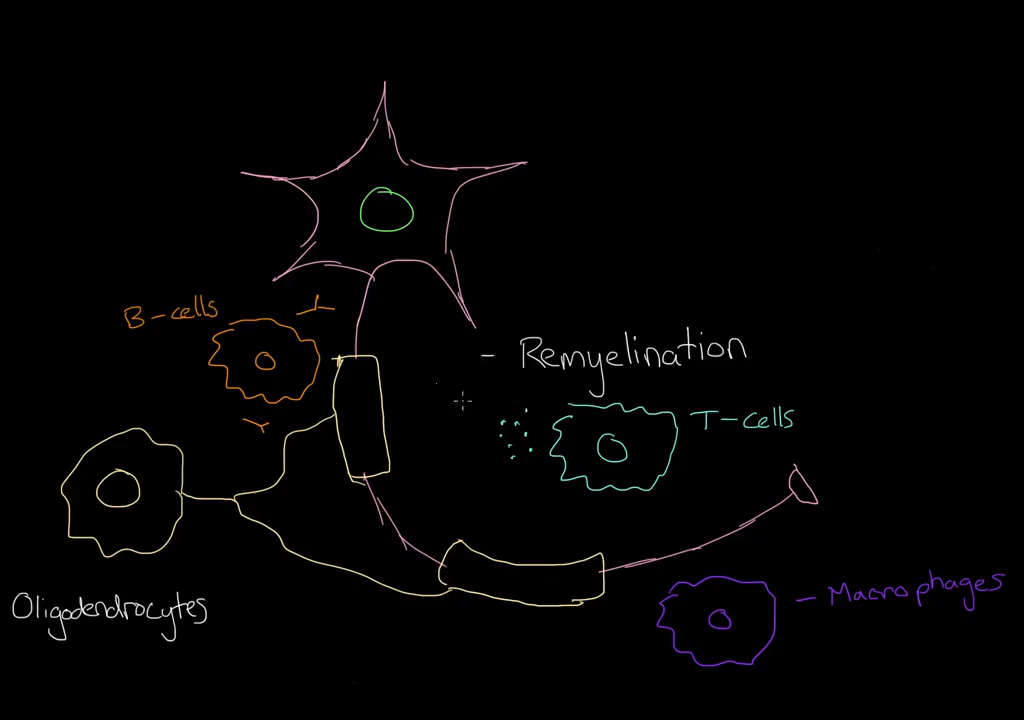 B-cells
- Remyelination
T-cells
Oligodendrocytes
- Macrophages